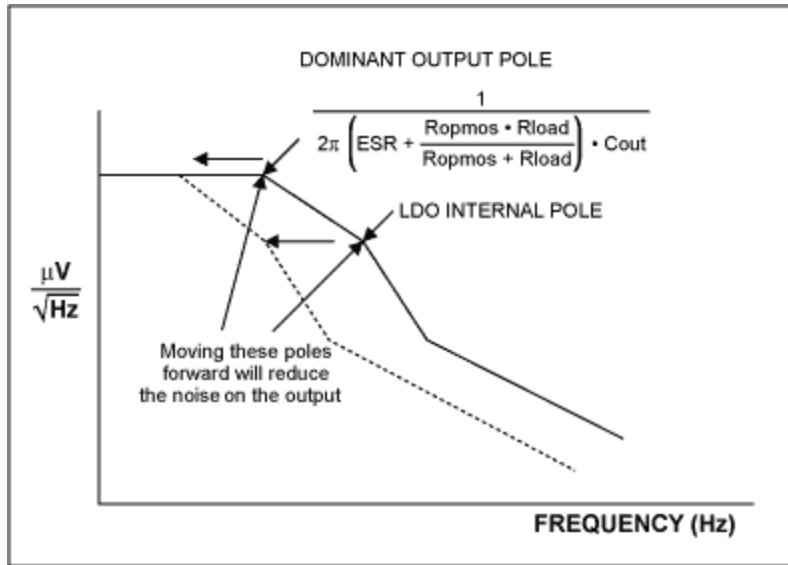 DOMINANT OUTPUT POLE
1
2π (ESR + Ropmos • Rload / Ropmos + Rload) • Cout
LDO INTERNAL POLE
μV
√Hz
Moving these poles
forward will reduce
the noise on the output
FREQUENCY (Hz)